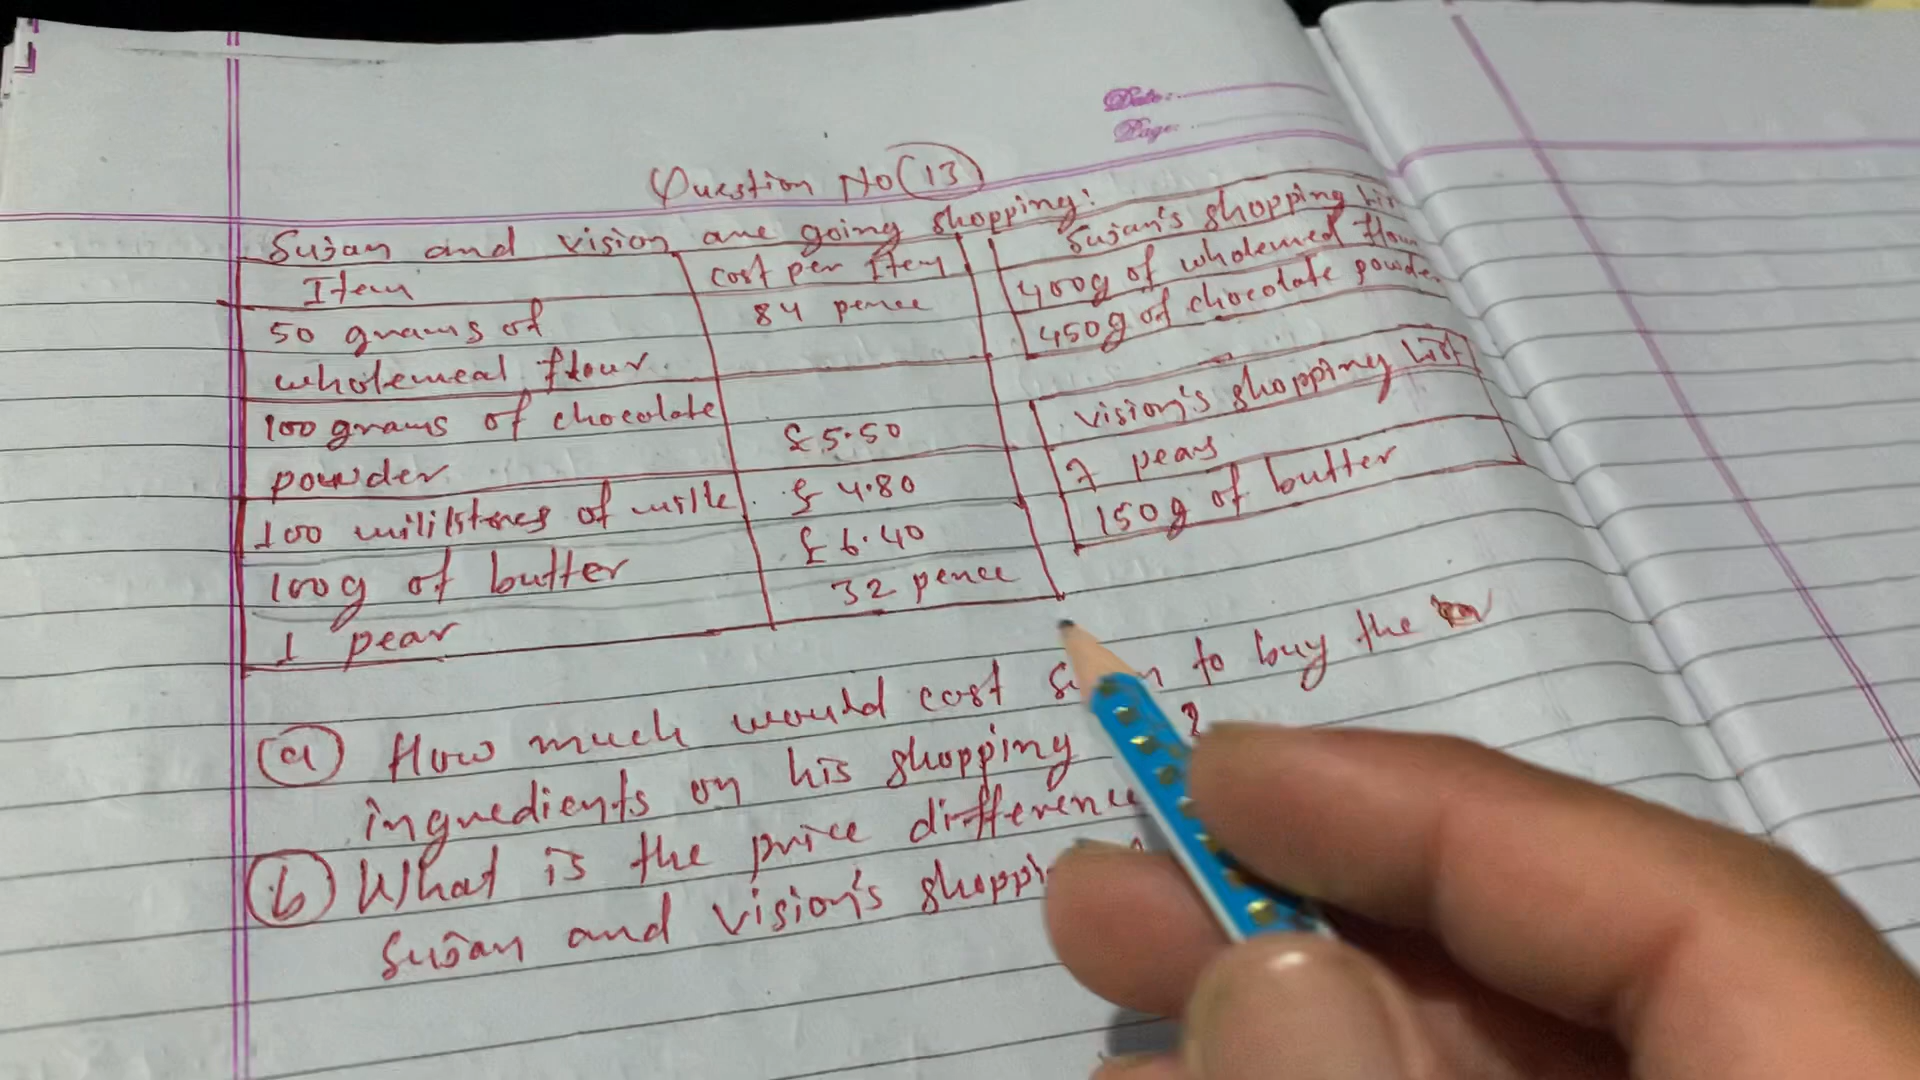 Date:
Page:
Question No 13
Sujan and vision are going shopping:
Item
cost per Item
50 grams of
wholemeal flour.
84 pence
100 grams of chocolate
powder
£ 5.50
100 mililitres of milk
£ 4.80
100g of butter
£ 6.40
1 pear
32 pence
Sujan's shopping
400g of wholemeal flour
450g of chocolate powder
vision's shopping list
7 pears
150g of butter
(a) How much would cost to buy the
ingredients on his shopping ?
(b) What is the price difference
Sujan and vision's